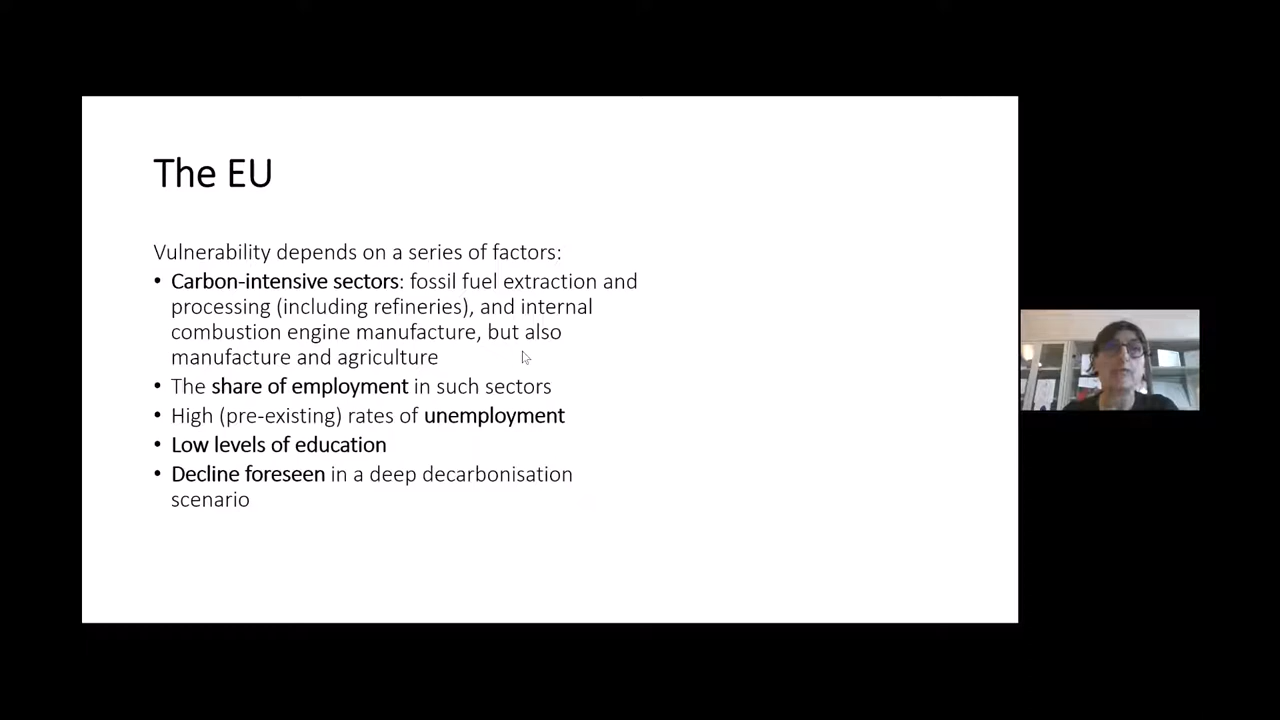 The EU
Vulnerability depends on a series of factors:
• Carbon-intensive sectors: fossil fuel extraction and
processing (including refineries), and internal
combustion engine manufacture, but also
manufacture and agriculture
• The share of employment in such sectors
• High (pre-existing) rates of unemployment
• Low levels of education
• Decline foreseen in a deep decarbonisation
scenario